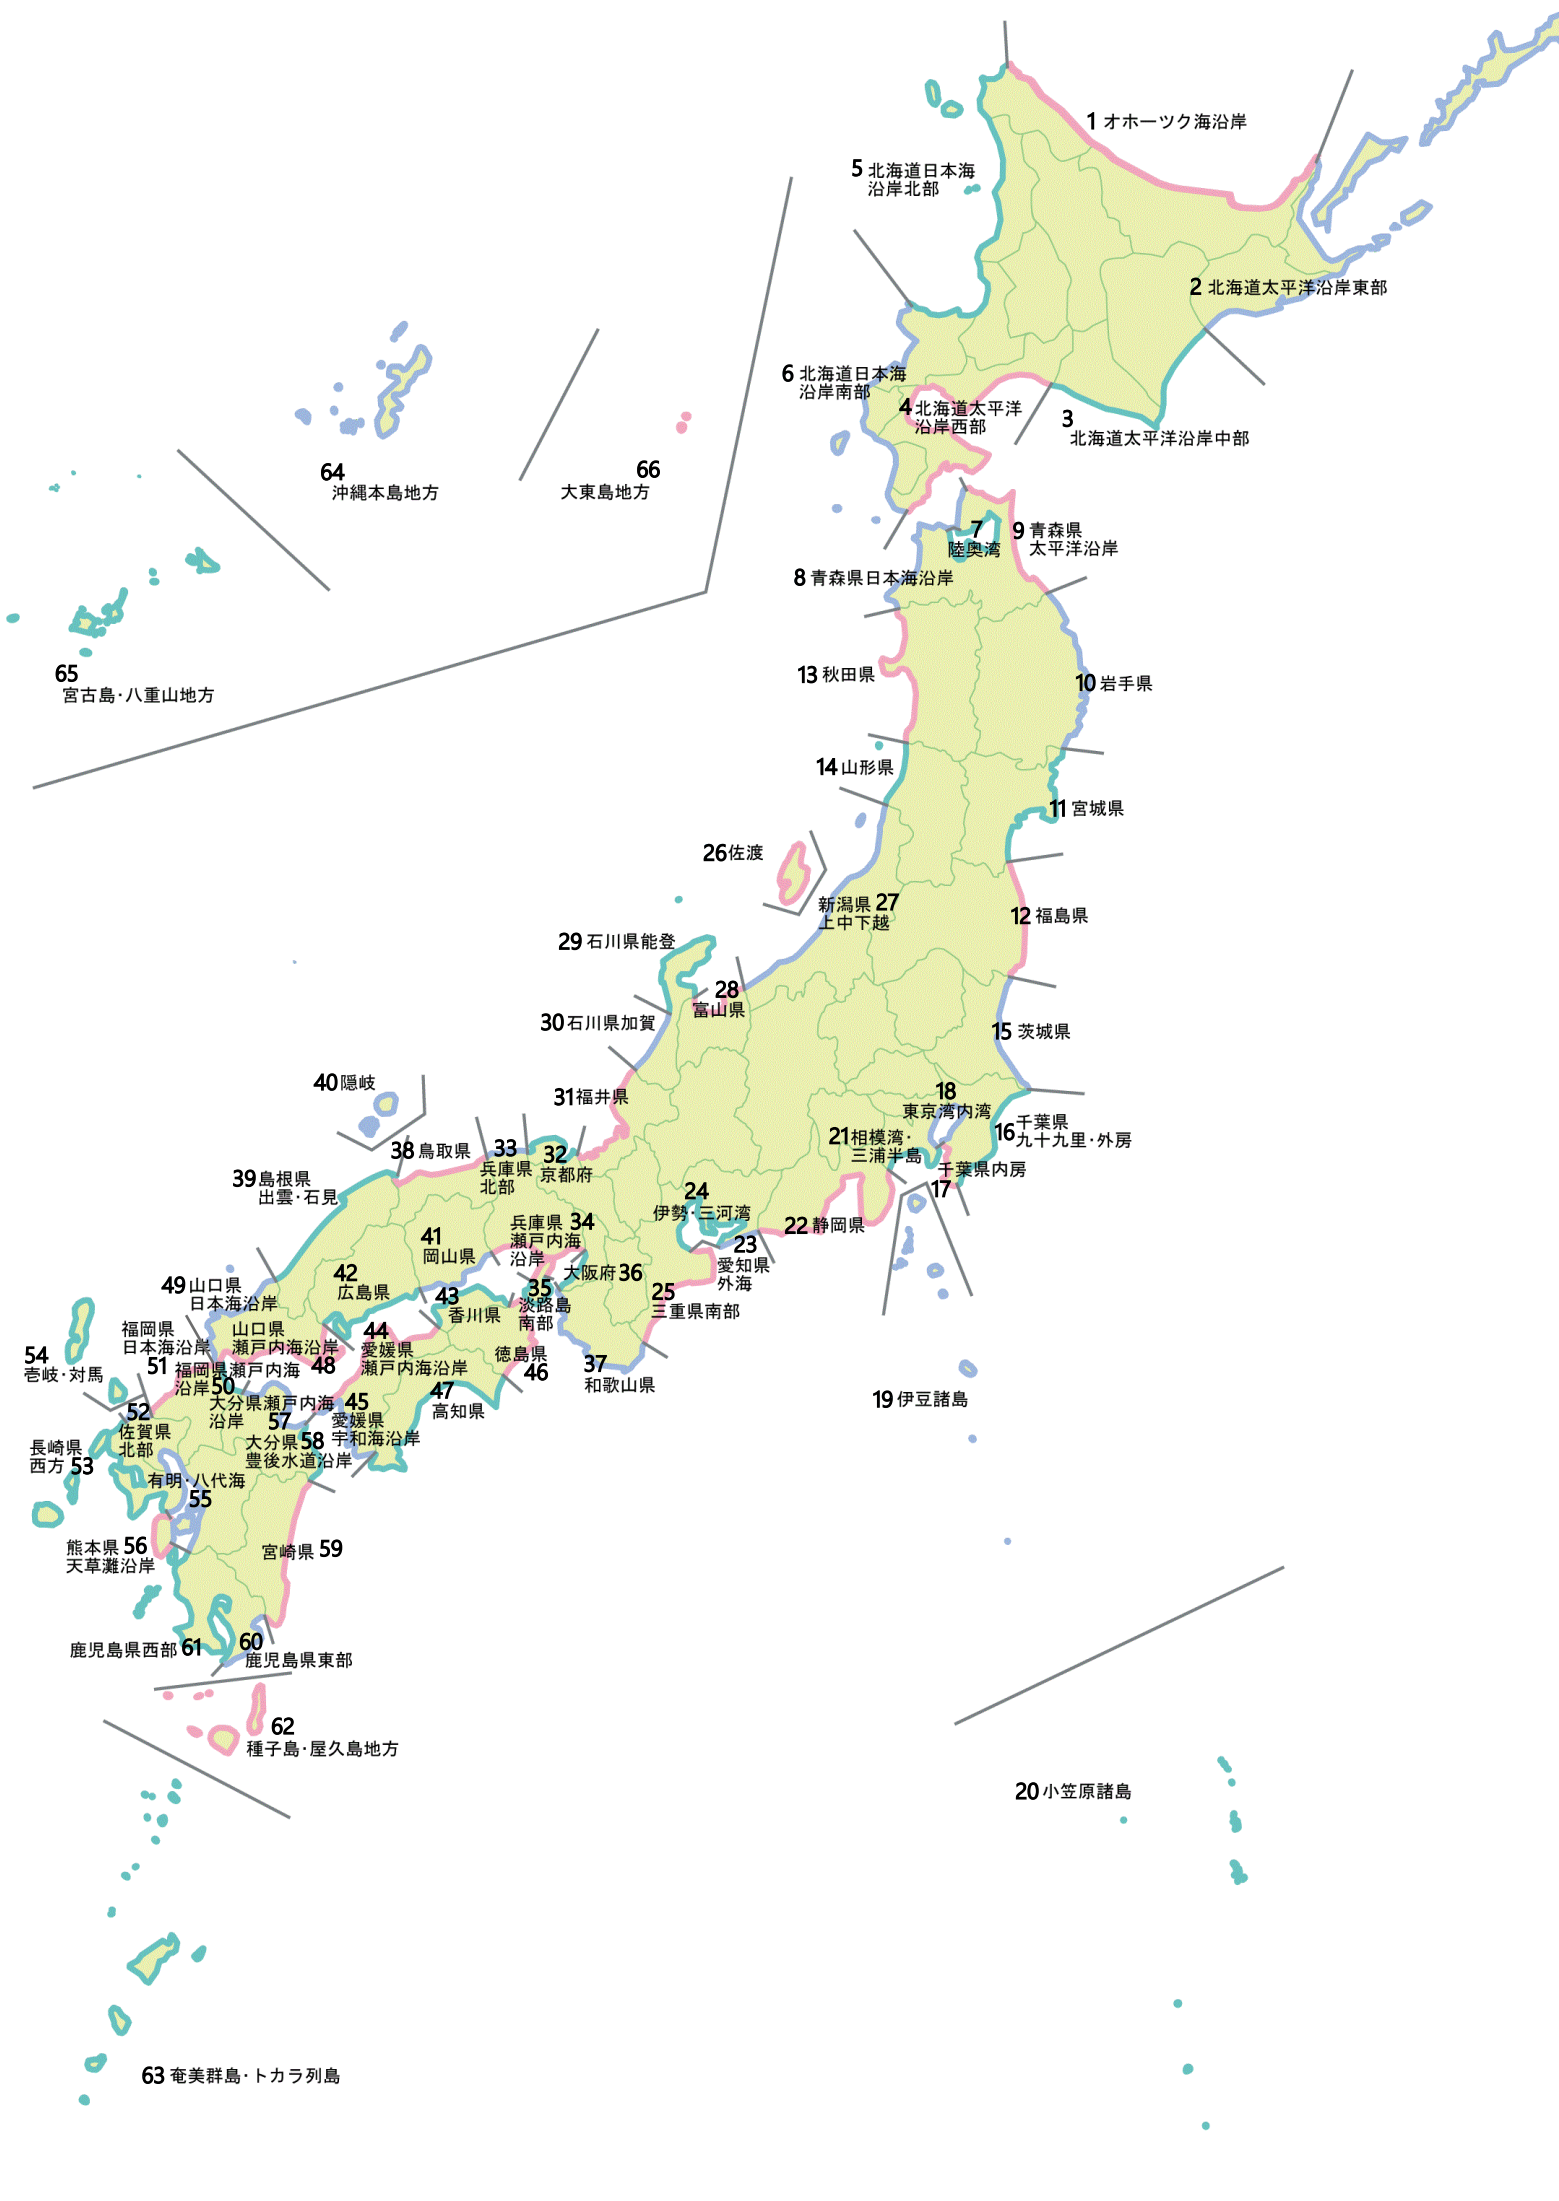 1 オホーツク海沿岸
2 北海道太平洋沿岸東部
3
北海道太平洋沿岸中部
4 北海道太平洋
沿岸西部
5 北海道日本海
沿岸北部
6 北海道日本海
沿岸南部
7
陸奥湾
8 青森県日本海沿岸
9 青森県
太平洋沿岸
10 岩手県
11 宮城県
12 福島県
13 秋田県
14 山形県
15 茨城県
16 千葉県
九十九里・外房
千葉県内房
17
18
東京湾内湾
19 伊豆諸島
20 小笠原諸島
21 相模湾・
三浦半島
22 静岡県
23
愛知県
外海
24
伊勢・三河湾
25
三重県南部
26 佐渡
新潟県 27
上中下越
28
富山県
29 石川県能登
30 石川県加賀
31 福井県
32
京都府
33
兵庫県
北部
兵庫県 34
瀬戸内海
沿岸
35
淡路島
南部
大阪府 36
37
和歌山県
38 鳥取県
39 島根県
出雲・石見
40 隠岐
41
岡山県
42
広島県
43
香川県
44
愛媛県
瀬戸内海沿岸
45
愛媛県
宇和海沿岸
徳島県
46
47
高知県
山口県
瀬戸内海沿岸
48
49 山口県
日本海沿岸
福岡県瀬戸内海
沿岸 50
福岡県
日本海沿岸
51
52
佐賀県
北部
長崎県
西方 53
54
壱岐・対馬
有明・八代海
55
熊本県 56
天草灘沿岸
大分県瀬戸内海
沿岸
57
大分県 58
豊後水道沿岸
宮崎県 59
60
鹿児島県東部
鹿児島県西部 61
62
種子島・屋久島地方
63 奄美群島・トカラ列島
64
沖縄本島地方
65
宮古島・八重山地方
66
大東島地方